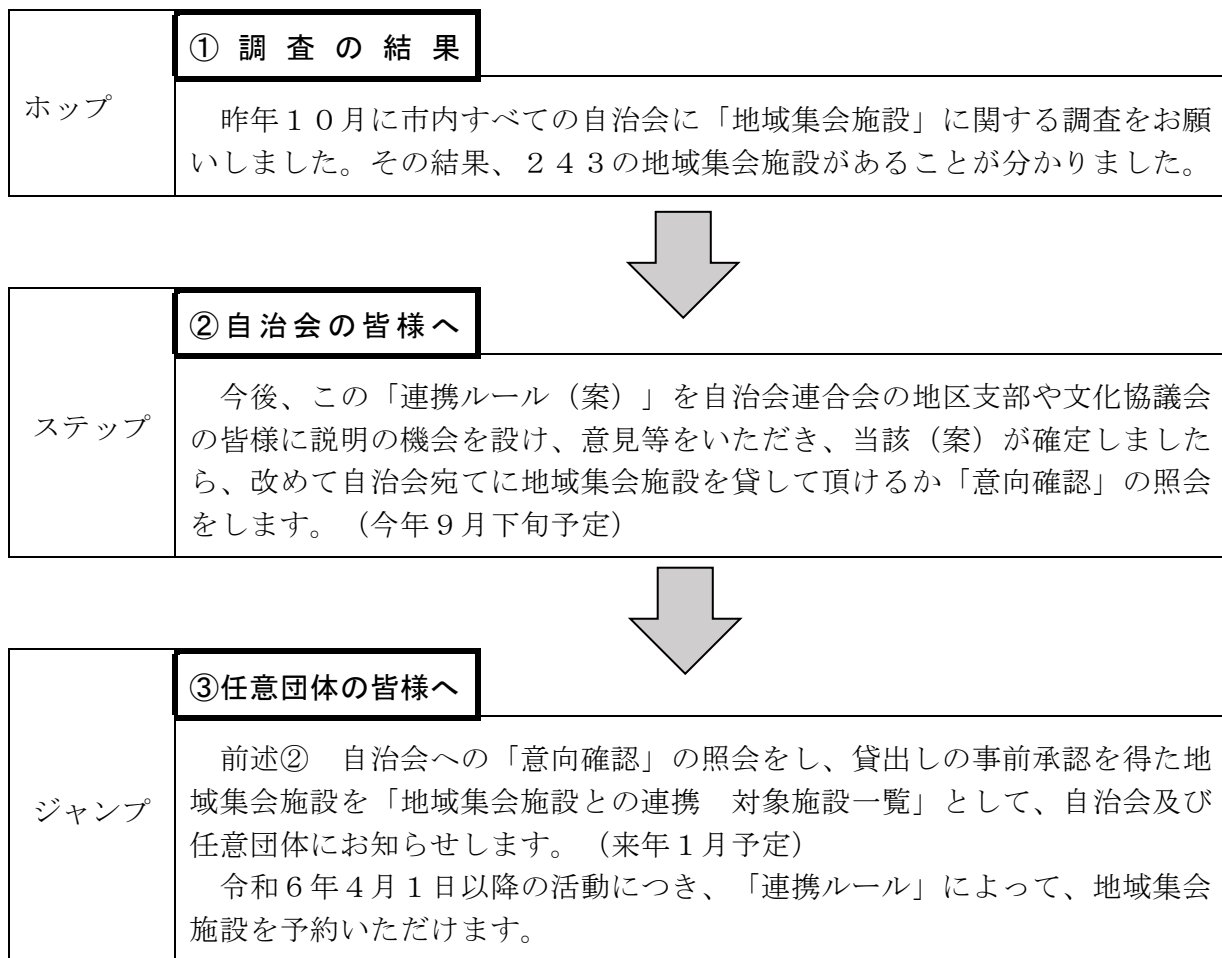 ホップ
① 調 査 の 結 果
　昨年１０月に市内すべての自治会に「地域集会施設」に関する調査をお願
いしました。その結果、２４３の地域集会施設があることが分かりました。
ステップ
②自治会の皆様へ
　今後、この「連携ルール（案）」を自治会連合会の地区支部や文化協議会
の皆様に説明の機会を設け、意見等をいただき、当該（案）が確定しました
ら、改めて自治会宛てに地域集会施設を貸して頂けるか「意向確認」の照会
をします。（今年９月下旬予定）
ジャンプ
③任意団体の皆様へ
　前述②　自治会への「意向確認」の照会をし、貸出しの事前承認を得た地
域集会施設を「地域集会施設との連携　対象施設一覧」として、自治会及び
任意団体にお知らせします。（来年１月予定）
　令和６年４月１日以降の活動につき、「連携ルール」によって、地域集会
施設を予約いただけます。